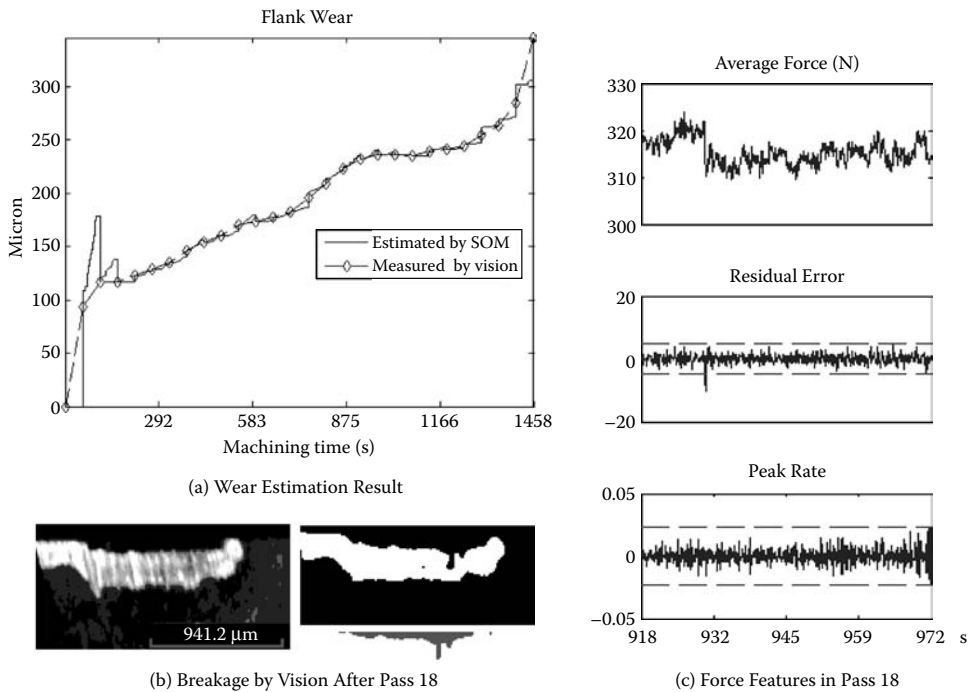 Flank Wear
Micron
300
250
200
150
100
50
0
292
583
875
1166
1458
Machining time (s)
Estimated by SOM
Measured by vision
(a) Wear Estimation Result
941.2 µm
(b) Breakage by Vision After Pass 18
Average Force (N)
330
320
310
300
Residual Error
20
0
−20
Peak Rate
0.05
0
−0.05
918
932
945
959
972
s
(c) Force Features in Pass 18